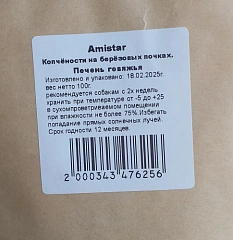 Amistar
Копчёности на берёзовых почках.
Печень говяжья
Изготовлено и упаковано: 18.02.2025г.
вес нетто 100г.
рекомендуется собакам с 2х недель
хранить при температуре от -5 до +25
в сухомпроветриваемом помещении
при влажности не более 75%.Избегать
попадание прямых солнечных лучей.
Срок годности 12 месяцев.
2 000343 476256